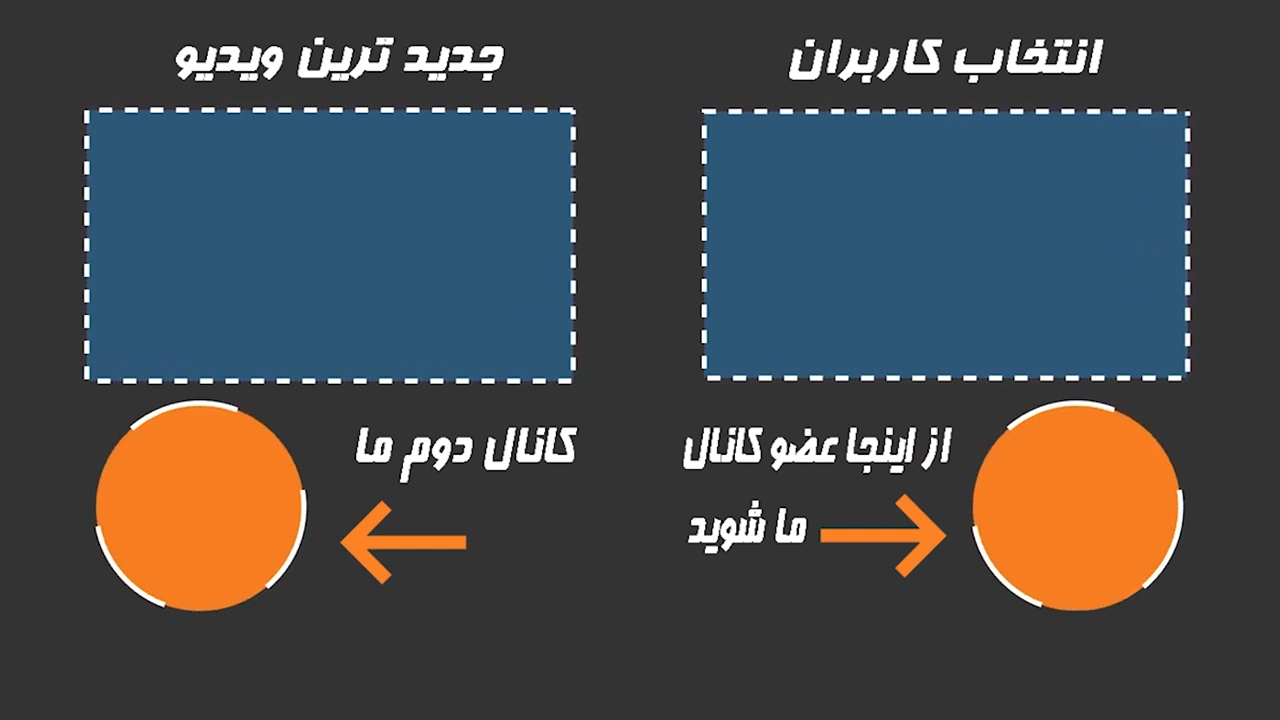 انتخاب کاربران
جدید ترین ویدیو
از اینجا عضو کانال
ما شوید
کانال دوم ما